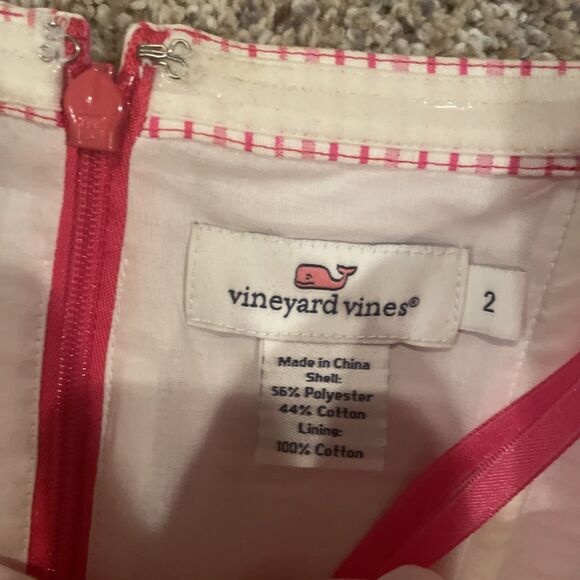 vineyard vines®
2
Made in China
Shell:
56% Polyester
44% Cotton
Lining:
100% Cotton